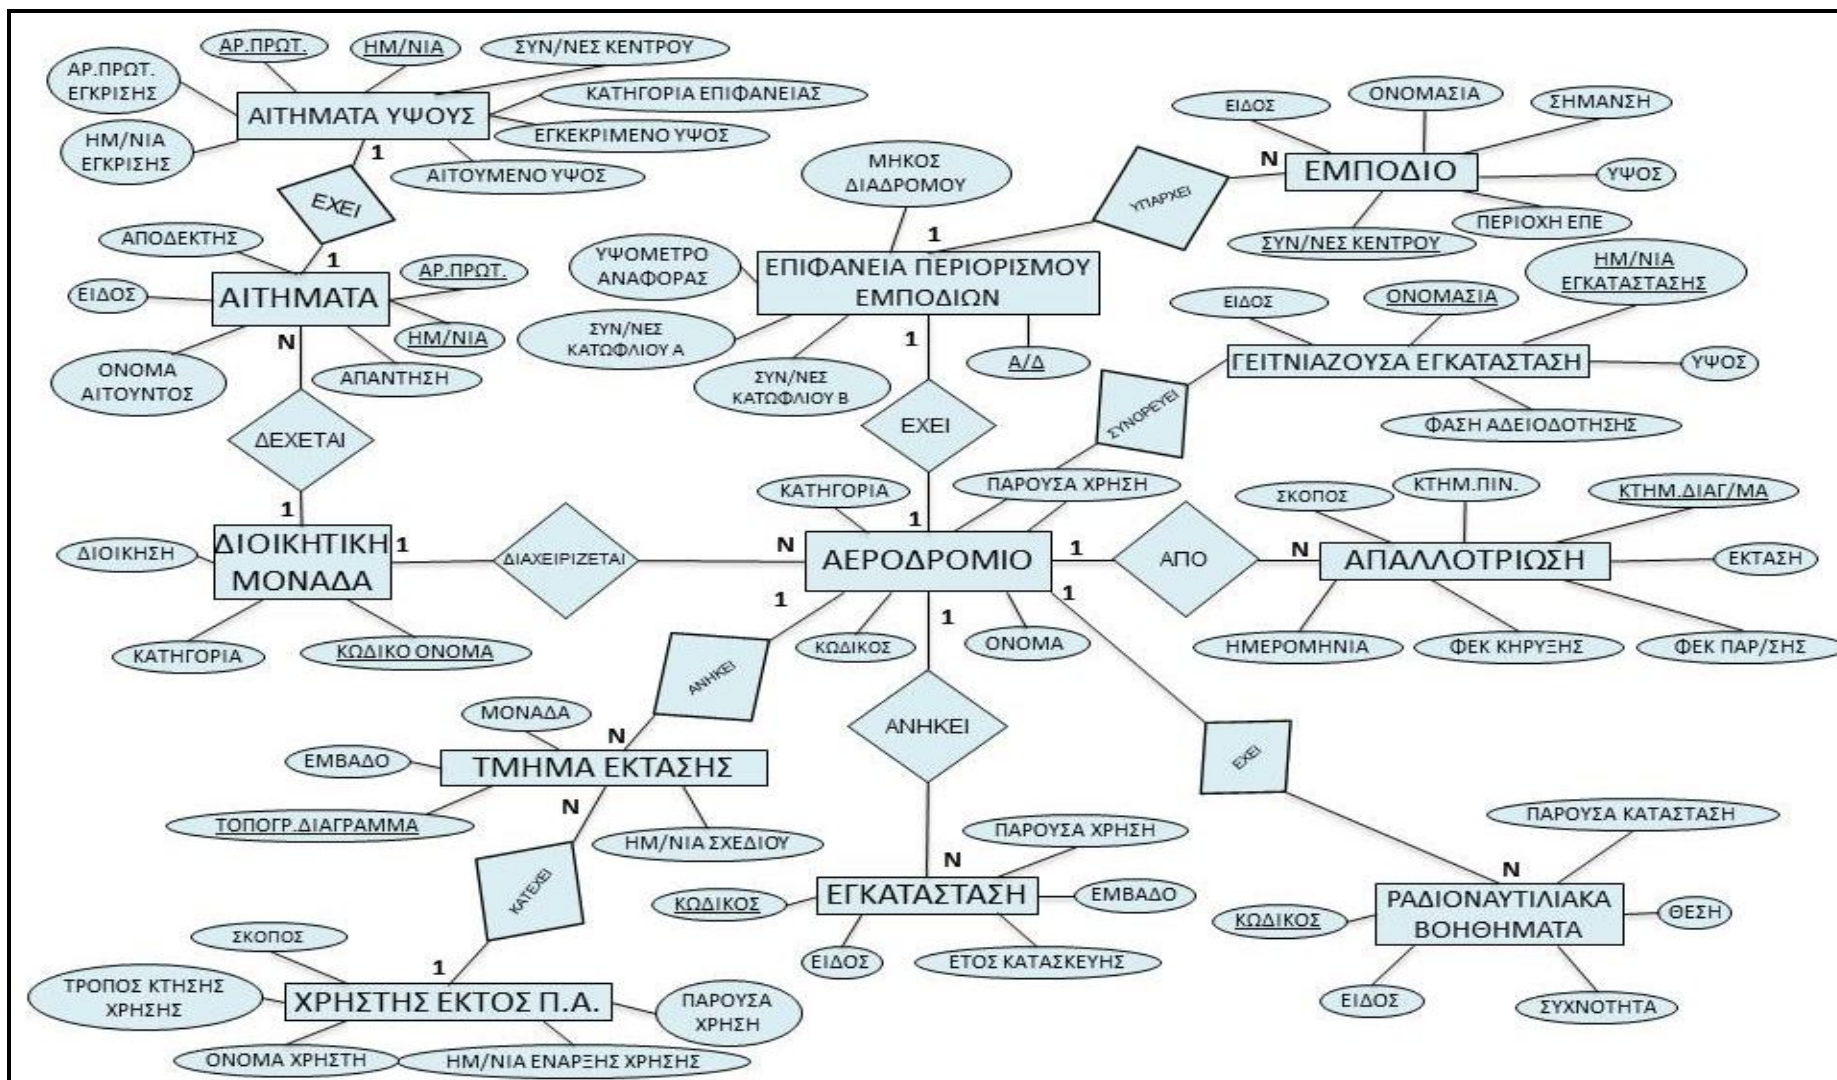 ΑΡ.ΠΡΩΤ.
ΗΜ/ΝΙΑ
ΣΥΝ/ΝΕΣ ΚΕΝΤΡΟΥ
ΑΡ.ΠΡΩΤ.
ΕΓΚΡΙΣΗΣ
ΚΑΤΗΓΟΡΙΑ ΕΠΙΦΑΝΕΙΑΣ
ΑΙΤΗΜΑΤΑ ΥΨΟΥΣ
ΕΓΚΕΚΡΙΜΕΝΟ ΥΨΟΣ
ΗΜ/ΝΙΑ
ΕΓΚΡΙΣΗΣ
1
ΑΙΤΟΥΜΕΝΟ ΥΨΟΣ
ΕΧΕΙ
1
ΑΠΟΔΕΚΤΗΣ
ΑΡ.ΠΡΩΤ.
ΕΙΔΟΣ
ΑΙΤΗΜΑΤΑ
ΗΜ/ΝΙΑ
N
ΟΝΟΜΑ
ΑΙΤΟΥΝΤΟΣ
ΑΠΑΝΤΗΣΗ
ΔΕΧΕΤΑΙ
1
ΔΙΟΙΚΗΣΗ
ΔΙΟΙΚΗΤΙΚΗ
ΜΟΝΑΔΑ
1
ΚΑΤΗΓΟΡΙΑ
ΚΩΔΙΚΟ ΟΝΟΜΑ
ΔΙΑΧΕΙΡΙΖΕΤΑΙ
N
ΜΗΚΟΣ
ΔΙΑΔΡΟΜΟΥ
ΥΨΟΜΕΤΡΟ
ΑΝΑΦΟΡΑΣ
1
ΕΠΙΦΑΝΕΙΑ ΠΕΡΙΟΡΙΣΜΟΥ
ΕΜΠΟΔΙΩΝ
ΣΥΝ/ΝΕΣ
ΚΑΤΩΦΛΙΟΥ Α
ΣΥΝ/ΝΕΣ
ΚΑΤΩΦΛΙΟΥ Β
1
Α/Δ
ΕΧΕΙ
1
ΥΠΑΡΧΕΙ
N
ΕΙΔΟΣ
ΟΝΟΜΑΣΙΑ
ΣΗΜΑΝΣΗ
ΕΜΠΟΔΙΟ
ΥΨΟΣ
ΠΕΡΙΟΧΗ ΕΠΕ
ΣΥΝ/ΝΕΣ ΚΕΝΤΡΟΥ
ΗΜ/ΝΙΑ
ΕΓΚΑΤΑΣΤΑΣΗΣ
ΕΙΔΟΣ
ΟΝΟΜΑΣΙΑ
ΓΕΙΤΝΙΑΖΟΥΣΑ ΕΓΚΑΤΑΣΤΑΣΗ
ΥΨΟΣ
ΦΑΣΗ ΑΔΕΙΟΔΟΤΗΣΗΣ
ΣΥΝΟΡΕΥΕΙ
ΚΑΤΗΓΟΡΙΑ
ΠΑΡΟΥΣΑ ΧΡΗΣΗ
ΑΕΡΟΔΡΟΜΙΟ
ΚΩΔΙΚΟΣ
ΟΝΟΜΑ
1
ΑΠΟ
N
ΣΚΟΠΟΣ
ΚΤΗΜ.ΠΙΝ.
ΚΤΗΜ.ΔΙΑΓ/ΜΑ
ΑΠΑΛΛΟΤΡΙΩΣΗ
ΕΚΤΑΣΗ
ΗΜΕΡΟΜΗΝΙΑ
ΦΕΚ ΚΗΡΥΞΗΣ
ΦΕΚ ΠΑΡ/ΣΗΣ
1
1
1
ΑΝΗΚΕΙ
N
ΜΟΝΑΔΑ
ΕΜΒΑΔΟ
ΤΜΗΜΑ ΕΚΤΑΣΗΣ
ΤΟΠΟΓΡ.ΔΙΑΓΡΑΜΜΑ
N
ΗΜ/ΝΙΑ ΣΧΕΔΙΟΥ
ΚΑΤΕΧΕΙ
1
ΣΚΟΠΟΣ
ΤΡΟΠΟΣ ΚΤΗΣΗΣ
ΧΡΗΣΗΣ
ΧΡΗΣΤΗΣ ΕΚΤΟΣ Π.Α.
ΠΑΡΟΥΣΑ
ΧΡΗΣΗ
ΟΝΟΜΑ ΧΡΗΣΤΗ
ΗΜ/ΝΙΑ ΕΝΑΡΞΗΣ ΧΡΗΣΗΣ
ΑΝΗΚΕΙ
N
ΠΑΡΟΥΣΑ ΧΡΗΣΗ
ΚΩΔΙΚΟΣ
ΕΓΚΑΤΑΣΤΑΣΗ
ΕΜΒΑΔΟ
ΕΙΔΟΣ
ΕΤΟΣ ΚΑΤΑΣΚΕΥΗΣ
ΕΧΕΙ
N
ΠΑΡΟΥΣΑ ΚΑΤΑΣΤΑΣΗ
ΚΩΔΙΚΟΣ
ΡΑΔΙΟΝΑΥΤΙΛΙΑΚΑ
ΒΟΗΘΗΜΑΤΑ
ΘΕΣΗ
ΕΙΔΟΣ
ΣΥΧΝΟΤΗΤΑ